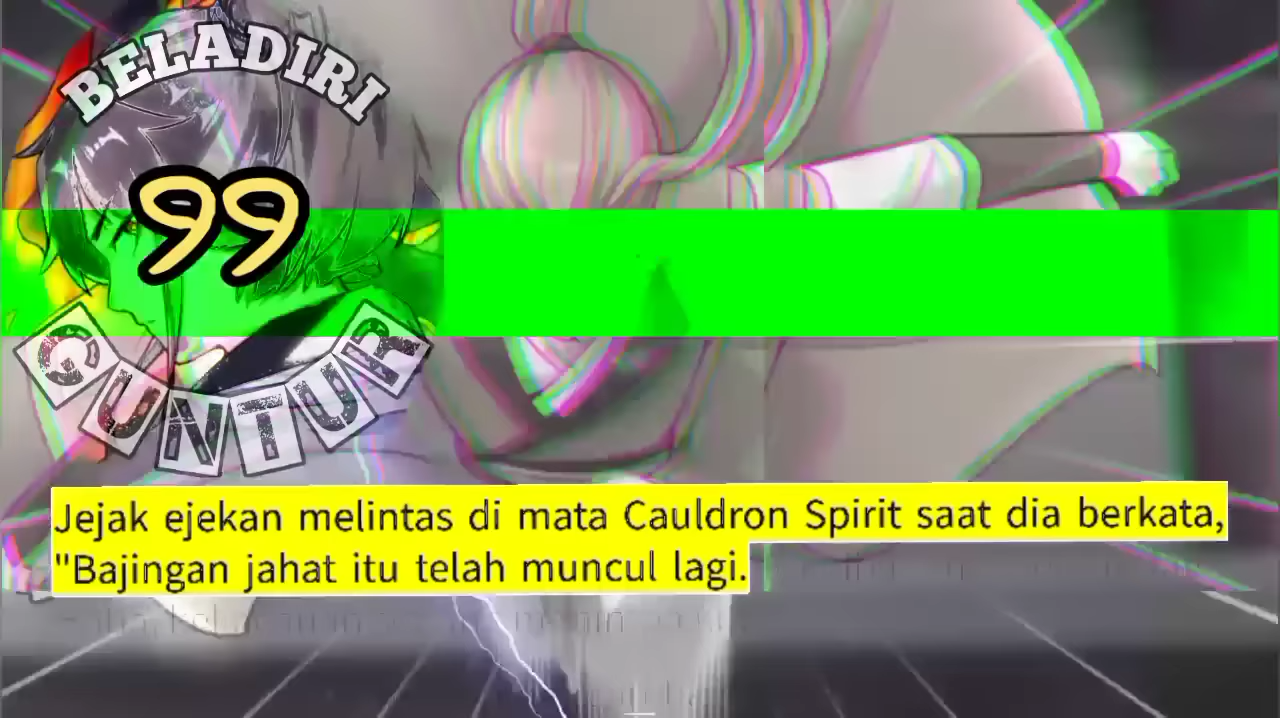 BELADIRI
99
GUNTUR
Jejak ejekan melintas di mata Cauldron Spirit saat dia berkata,
"Bajingan jahat itu telah muncul lagi.